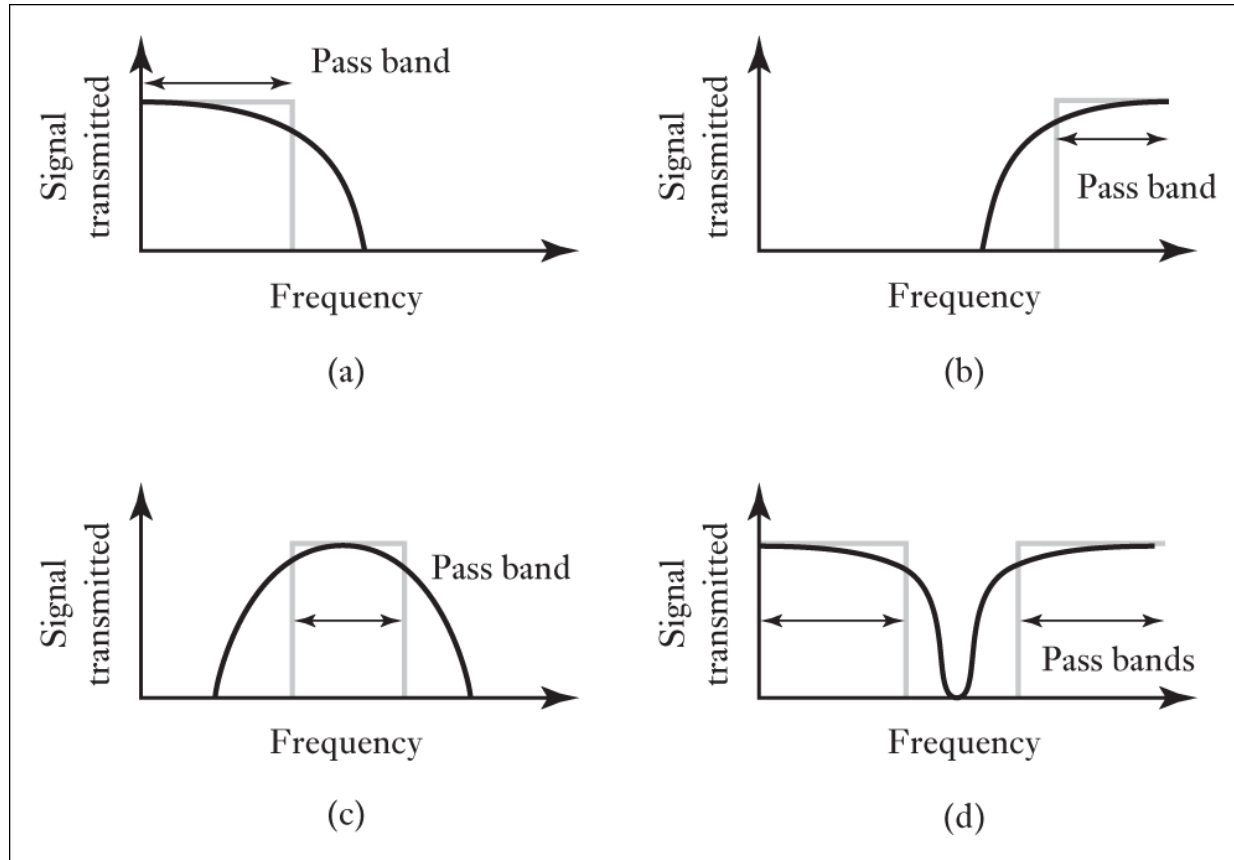 Pass band
Signal
transmitted
Frequency
(a)
Signal
transmitted
Pass band
Frequency
(b)
Signal
transmitted
Pass band
Frequency
(c)
Signal
transmitted
Pass bands
Frequency
(d)